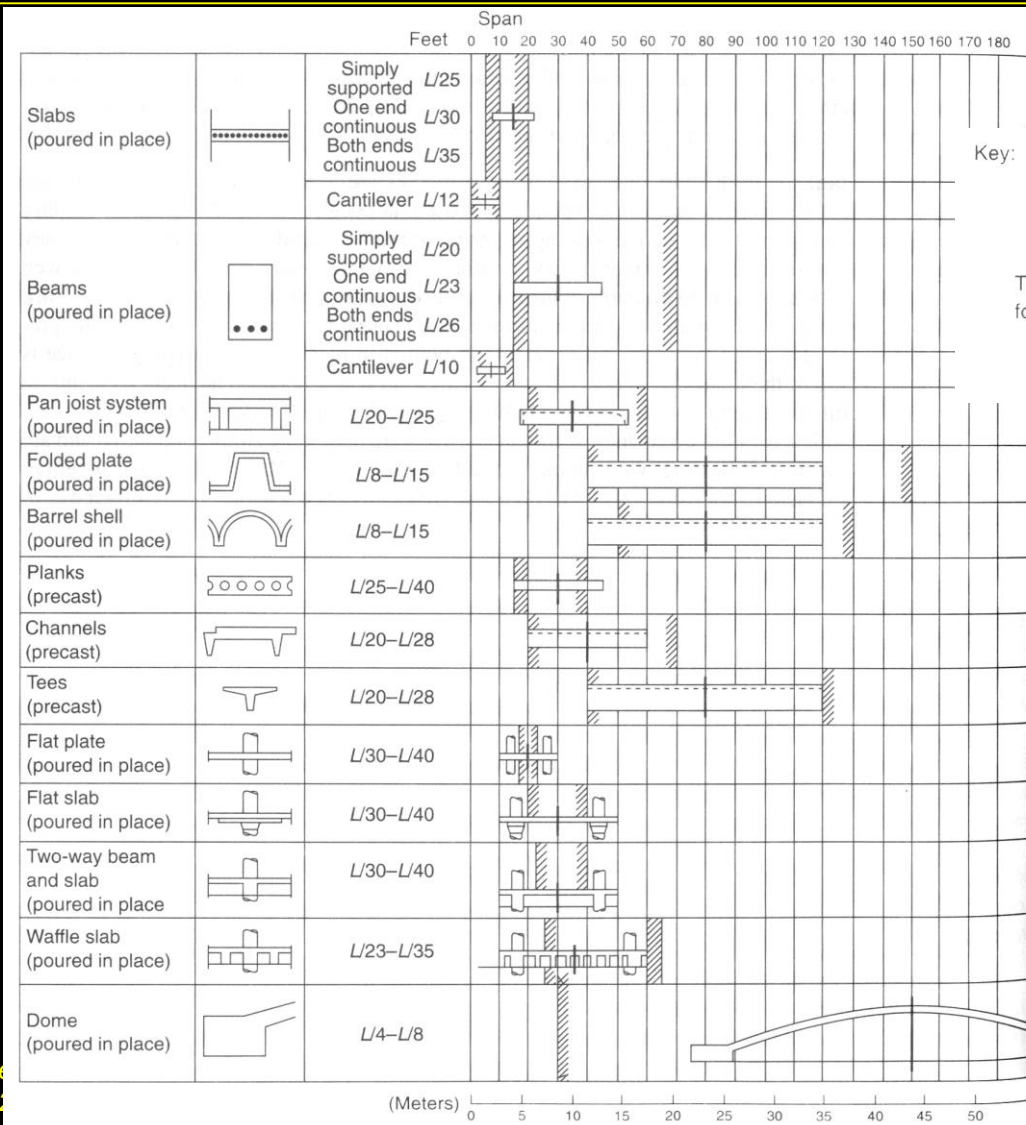 Span
Feet 0 10 20 30 40 50 60 70 80 90 100 110 120 130 140 150 160 170 180
Slabs
(poured in place)
Simply
supported L/25
One end
continuous L/30
Both ends
continuous L/35
Cantilever L/12
Key:
Beams
(poured in place)
Simply
supported L/20
One end
continuous L/23
Both ends
continuous L/26
Cantilever L/10
Pan joist system
(poured in place)
L/20–L/25
Folded plate
(poured in place)
L/8–L/15
Barrel shell
(poured in place)
L/8–L/15
Planks
(precast)
L/25–L/40
Channels
(precast)
L/20–L/28
Tees
(precast)
L/20–L/28
Flat plate
(poured in place)
L/30–L/40
Flat slab
(poured in place)
L/30–L/40
Two-way beam
and slab
(poured in place
L/30–L/40
Waffle slab
(poured in place)
L/23–L/35
Dome
(poured in place)
L/4–L/8
(Meters) 0 5 10 15 20 25 30 35 40 45 50